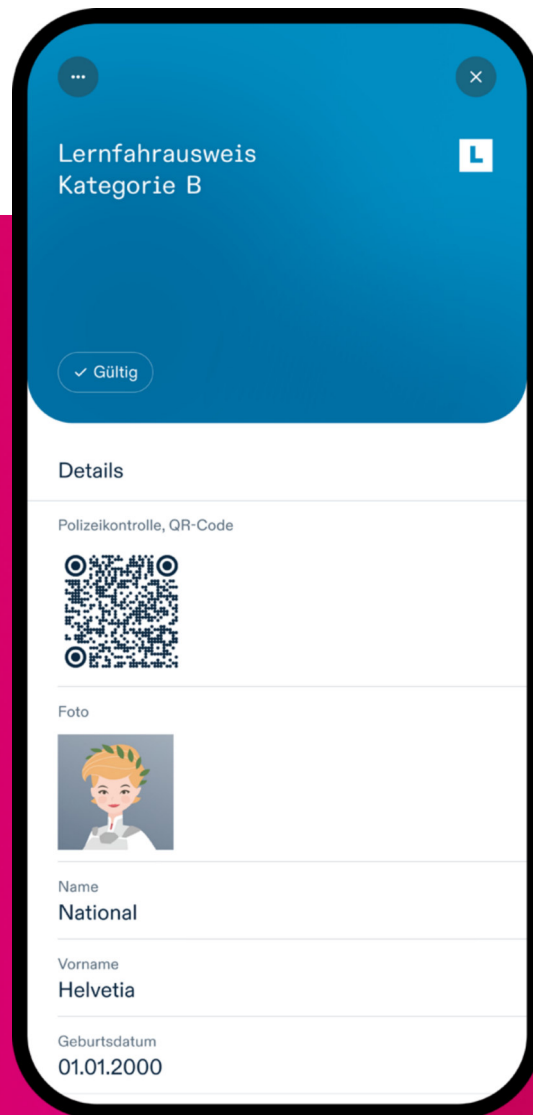 Lernfahrausweis
Kategorie B
L
Gültig
Details
Polizeikontrolle, QR-Code
Foto
Name
National
Vorname
Helvetia
Geburtsdatum
01.01.2000